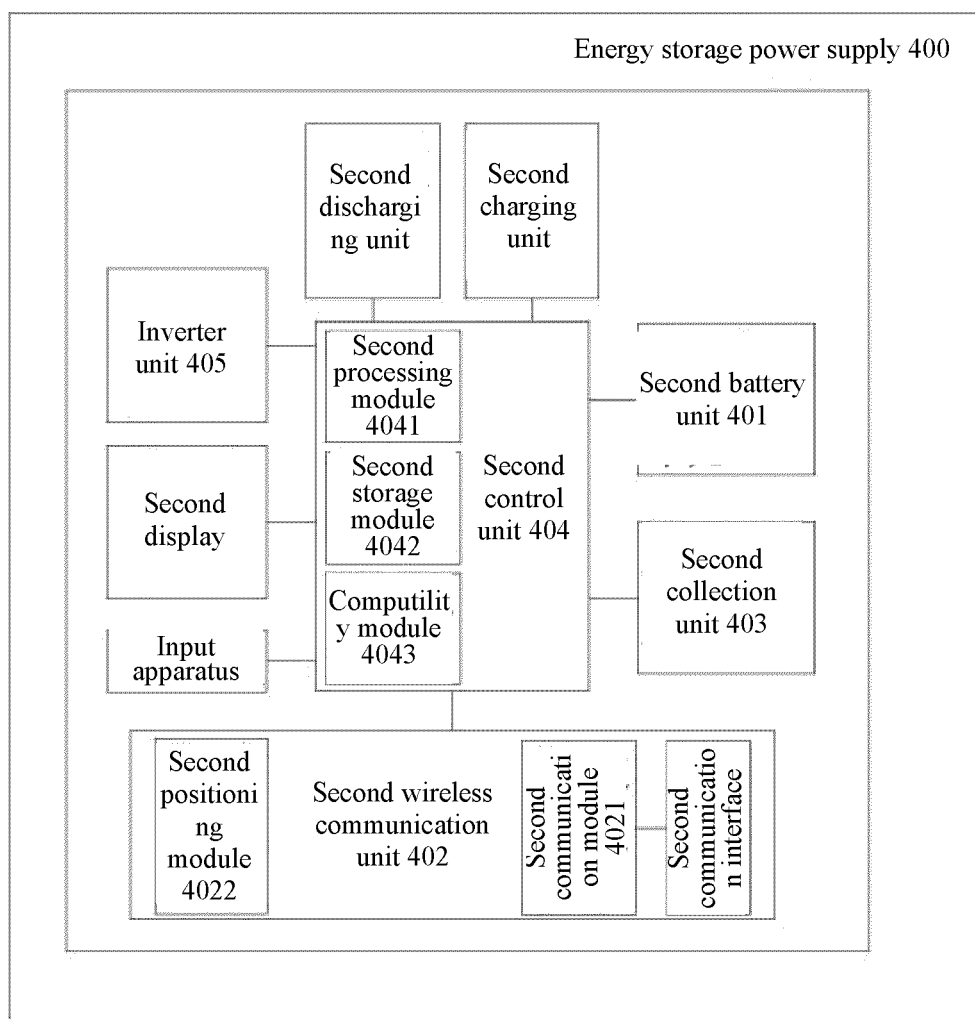 Energy storage power supply 400
Second
dischargi
ng unit
Second
charging
unit
Inverter
unit 405
Second
processing
module
4041
Second battery
unit 401
Second
display
Second
storage
module
4042
Second
control
unit 404
Second
collection
unit 403
Input
apparatus
Computilit
y module
4043
Second
positioni
ng
module
4022
Second wireless
communication
unit 402
Second
communicati
on module
4021
Second
communicatio
n interface